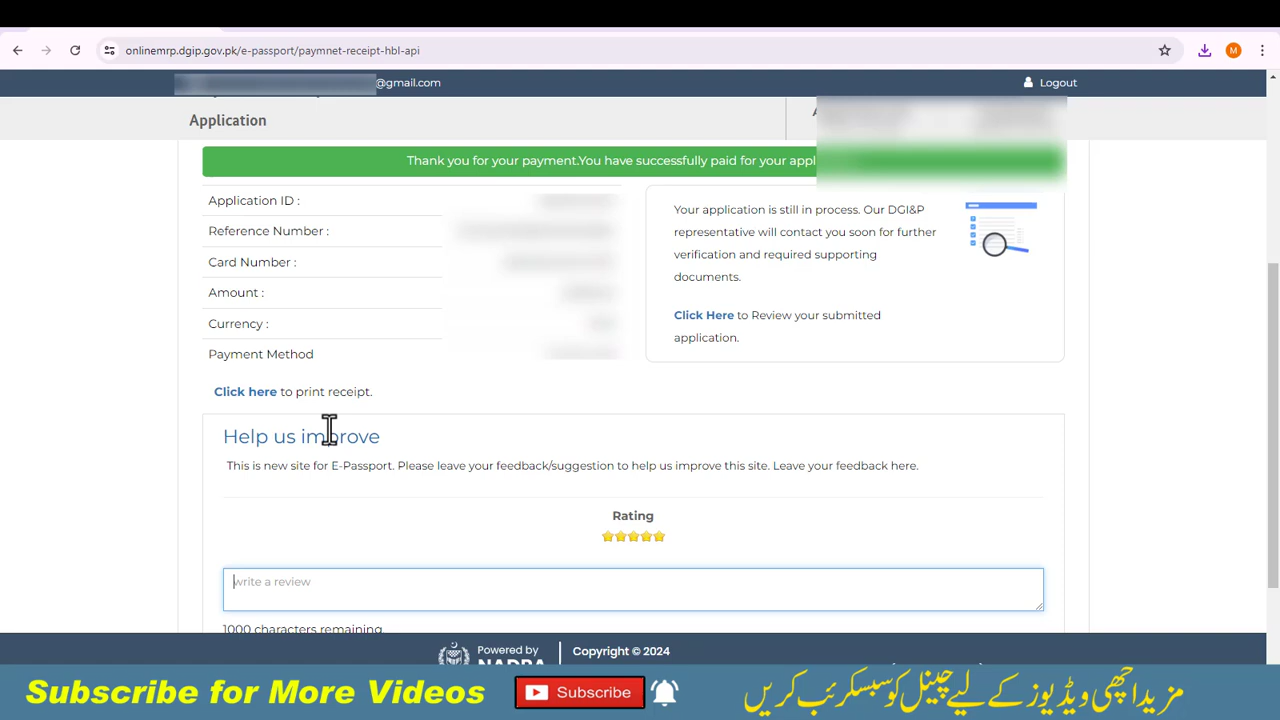 onlinemrp.dgip.gov.pk/e-passport/paymnet-receipt-hbl-api
M
@gmail.com
Logout
Application
Thank you for your payment.You have successfully paid for your appl
Application ID :
Reference Number :
Card Number :
Amount :
Currency :
Payment Method
Your application is still in process. Our DGI&P
representative will contact you soon for further
verification and required supporting
documents.
Click Here to Review your submitted
application.
Click here to print receipt.
Help us improve
This is new site for E-Passport. Please leave your feedback/suggestion to help us improve this site. Leave your feedback here.
Rating
write a review
1000 characters remaining
Powered by
NADRA
Copyright © 2024
Subscribe for More Videos
Subscribe
مزید اچھی ویڈیوز کے لیے چینل کو سبسکرائب کریں